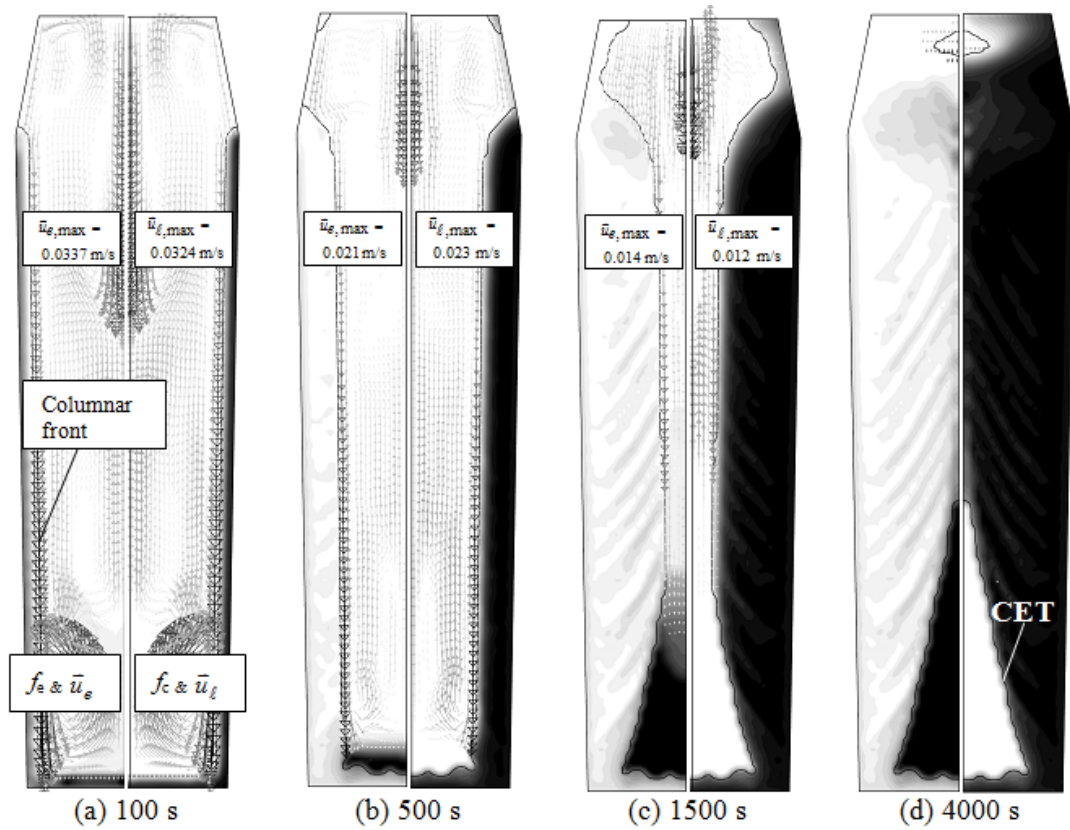 ū_e,max =
0.0337 m/s
ū_ℓ,max =
0.0324 m/s
ū_e,max =
0.021 m/s
ū_ℓ,max =
0.023 m/s
ū_e,max =
0.014 m/s
ū_ℓ,max =
0.012 m/s
Columnar
front
CET
f_e & ū_e
f_c & ū_ℓ
(a) 100 s
(b) 500 s
(c) 1500 s
(d) 4000 s